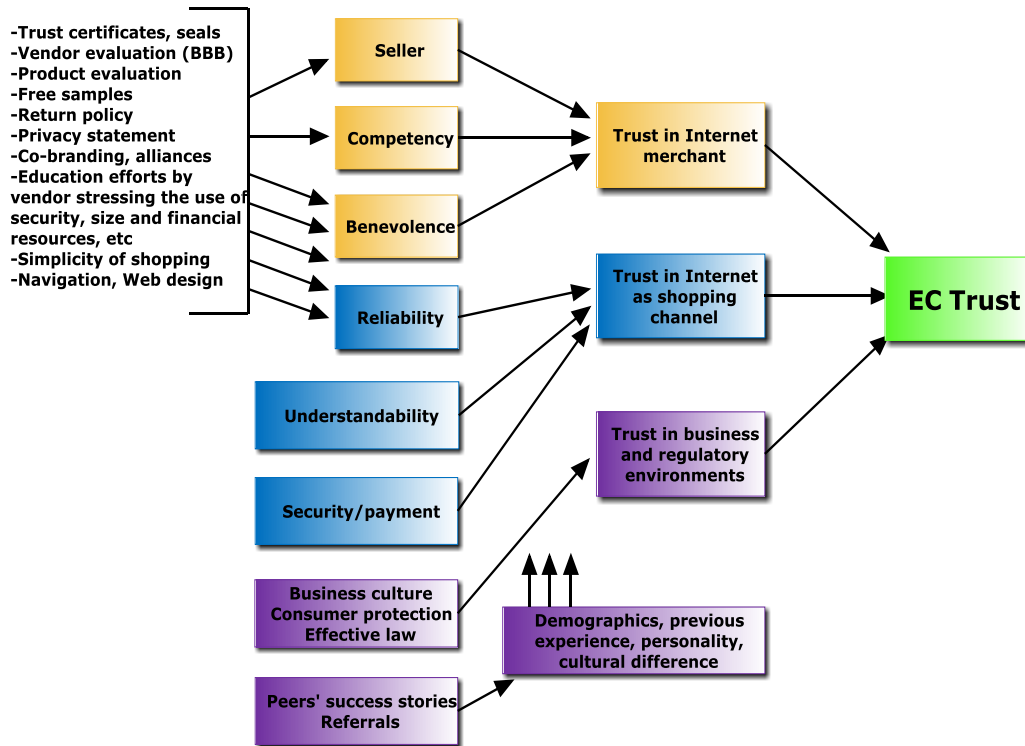 -Trust certificates, seals
-Vendor evaluation (BBB)
-Product evaluation
-Free samples
-Return policy
-Privacy statement
-Co-branding, alliances
-Education efforts by
vendor stressing the use of
security, size and financial
resources, etc
-Simplicity of shopping
-Navigation, Web design
Seller
Competency
Benevolence
Reliability
Understandability
Security/payment
Business culture
Consumer protection
Effective law
Peers' success stories
Referrals
Trust in Internet
merchant
Trust in Internet
as shopping
channel
Trust in business
and regulatory
environments
Demographics, previous
experience, personality,
cultural difference
EC Trust